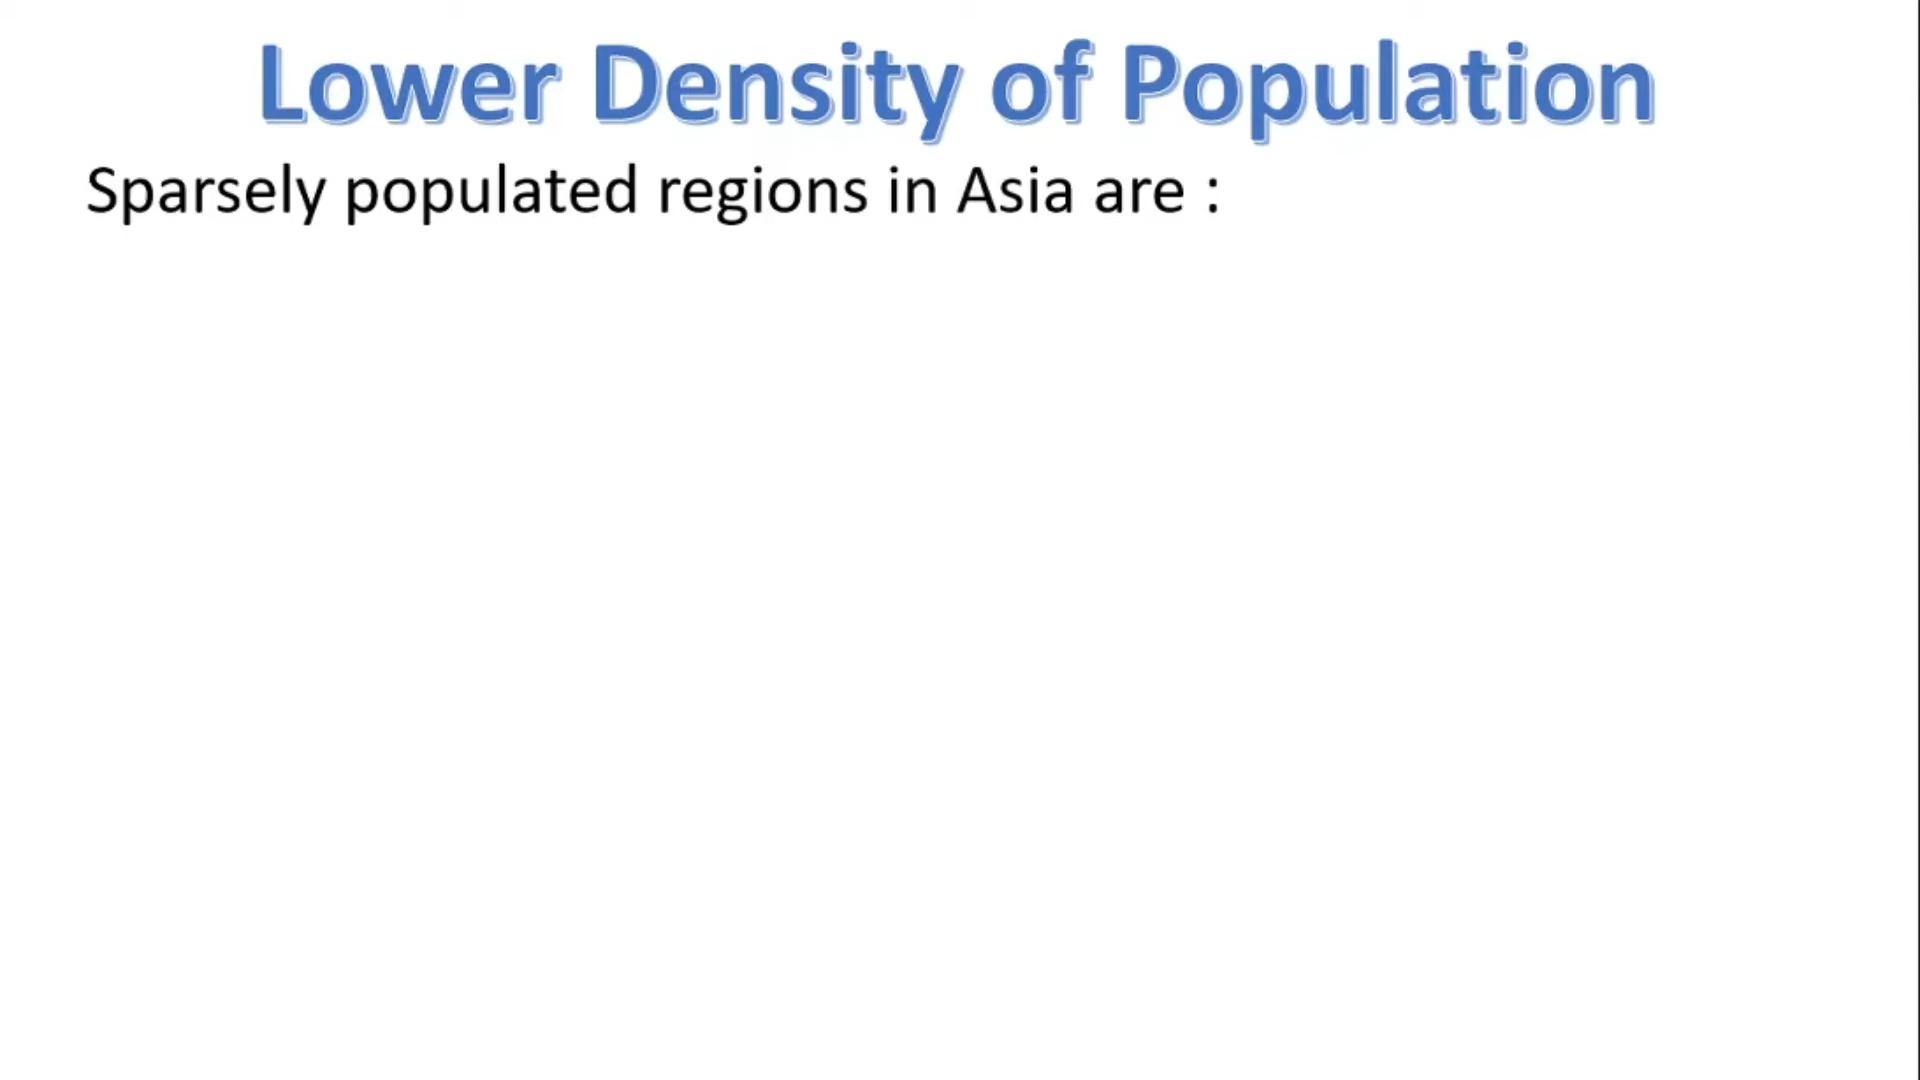 Lower Density of Population
Sparsely populated regions in Asia are :